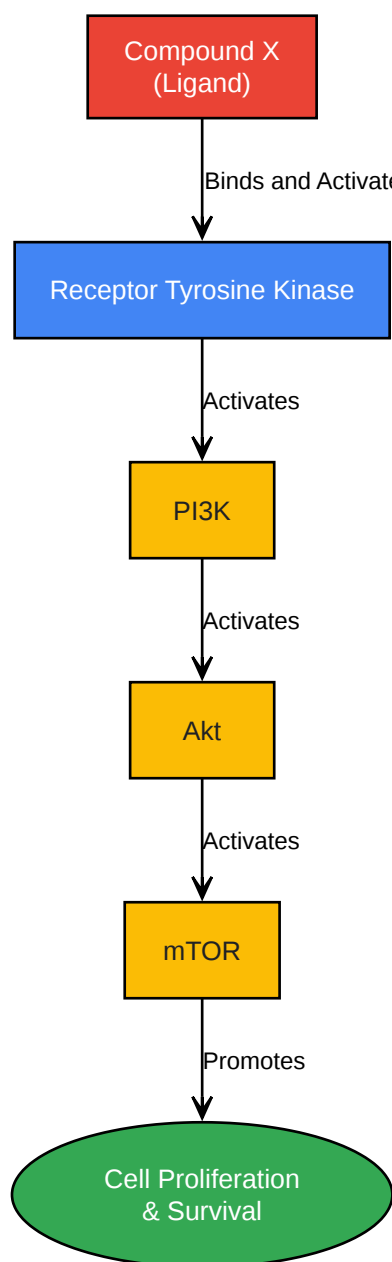 Compound X
(Ligand)
Binds and Activate
Receptor Tyrosine Kinase
Activates
PI3K
Activates
Akt
Activates
mTOR
Promotes
Cell Proliferation
& Survival